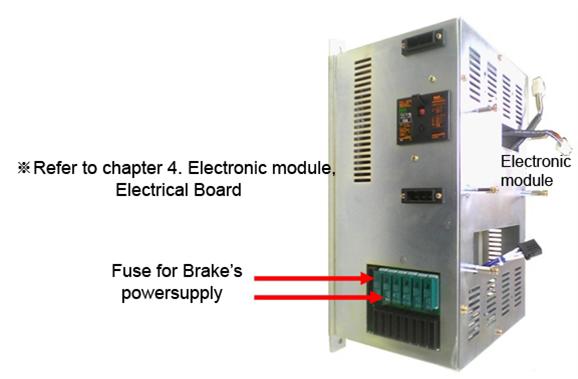 ※Refer to chapter 4. Electronic module,
Electrical Board
Electronic
module
Fuse for Brake's
powersupply